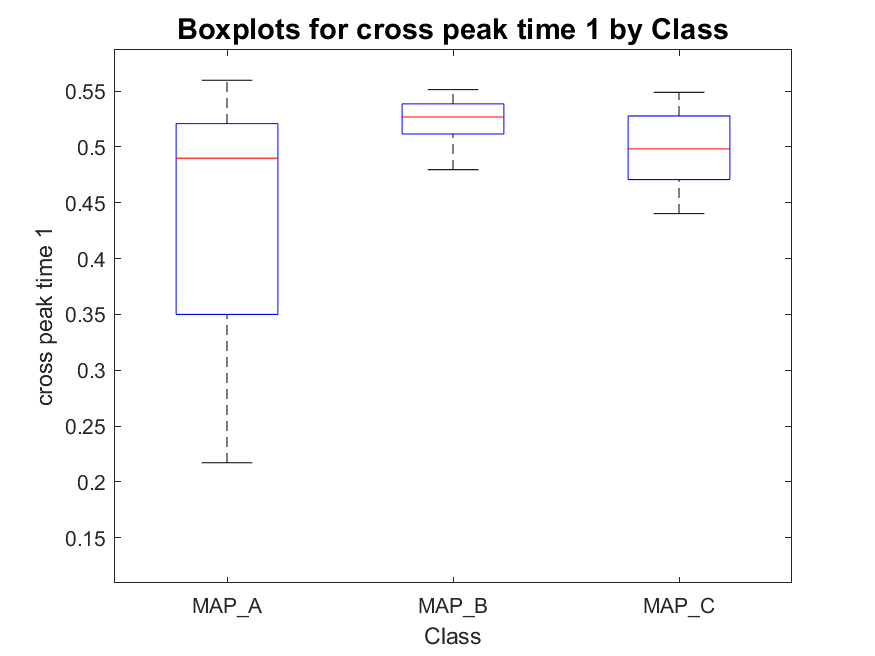 Boxplots for cross peak time 1 by Class
0.55
0.5
0.45
0.4
0.35
0.3
0.25
0.2
0.15
cross peak time 1
MAP_A MAP_B MAP_C
Class